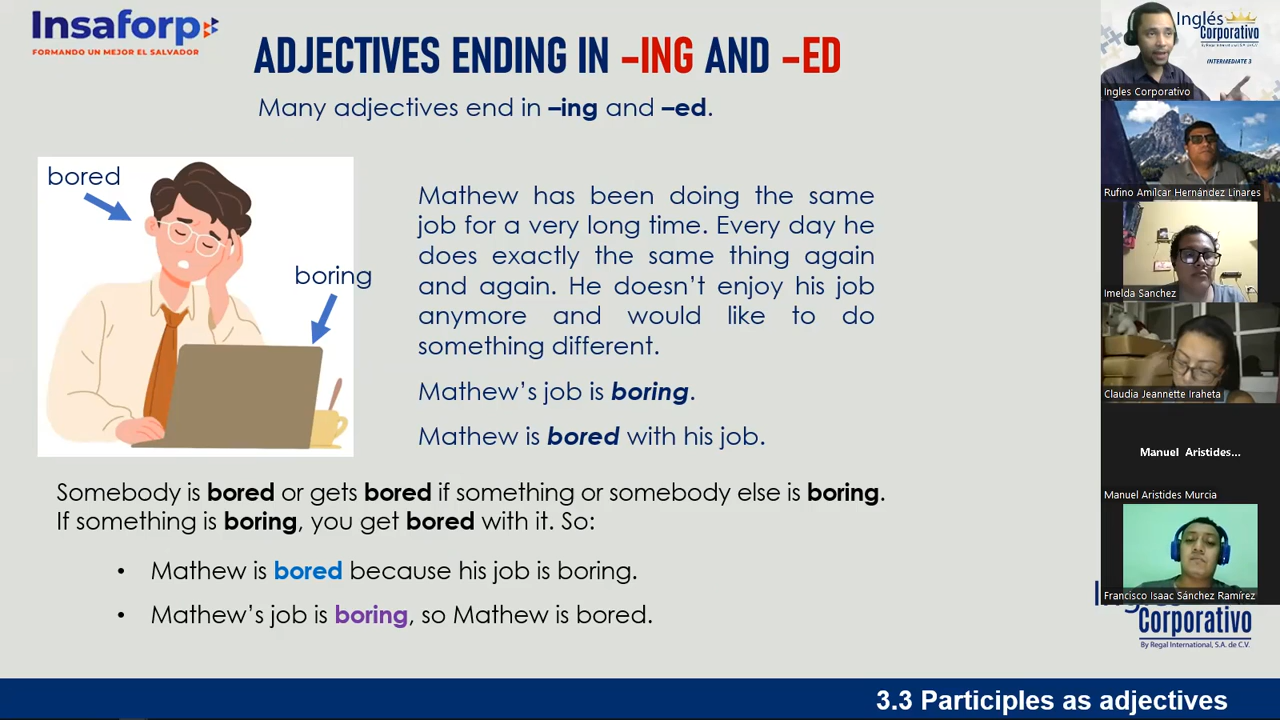 Insaforp
FORMANDO UN MEJOR EL SALVADOR
ADJECTIVES ENDING IN -ING AND -ED
Many adjectives end in –ing and –ed.
bored
boring
Mathew has been doing the same
job for a very long time. Every day he
does exactly the same thing again
and again. He doesn't enjoy his job
anymore and would like to do
something different.
Mathew's job is boring.
Mathew is bored with his job.
Somebody is bored or gets bored if something or somebody else is boring.
If something is boring, you get bored with it. So:
• Mathew is bored because his job is boring.
• Mathew's job is boring, so Mathew is bored.
3.3 Participles as adjectives
Inglés
Corporativo
By Regal International, S.A. de C.V.
INTERMEDIATE 3
Ingles Corporativo
Rufino Amílcar Hernández Linares
Imelda Sanchez
Claudia Jeannette Iraheta
Manuel Aristides...
Manuel Aristides Murcia
Francisco Isaac Sánchez Ramírez
Corporativo
By Regal International, S.A. de C.V.